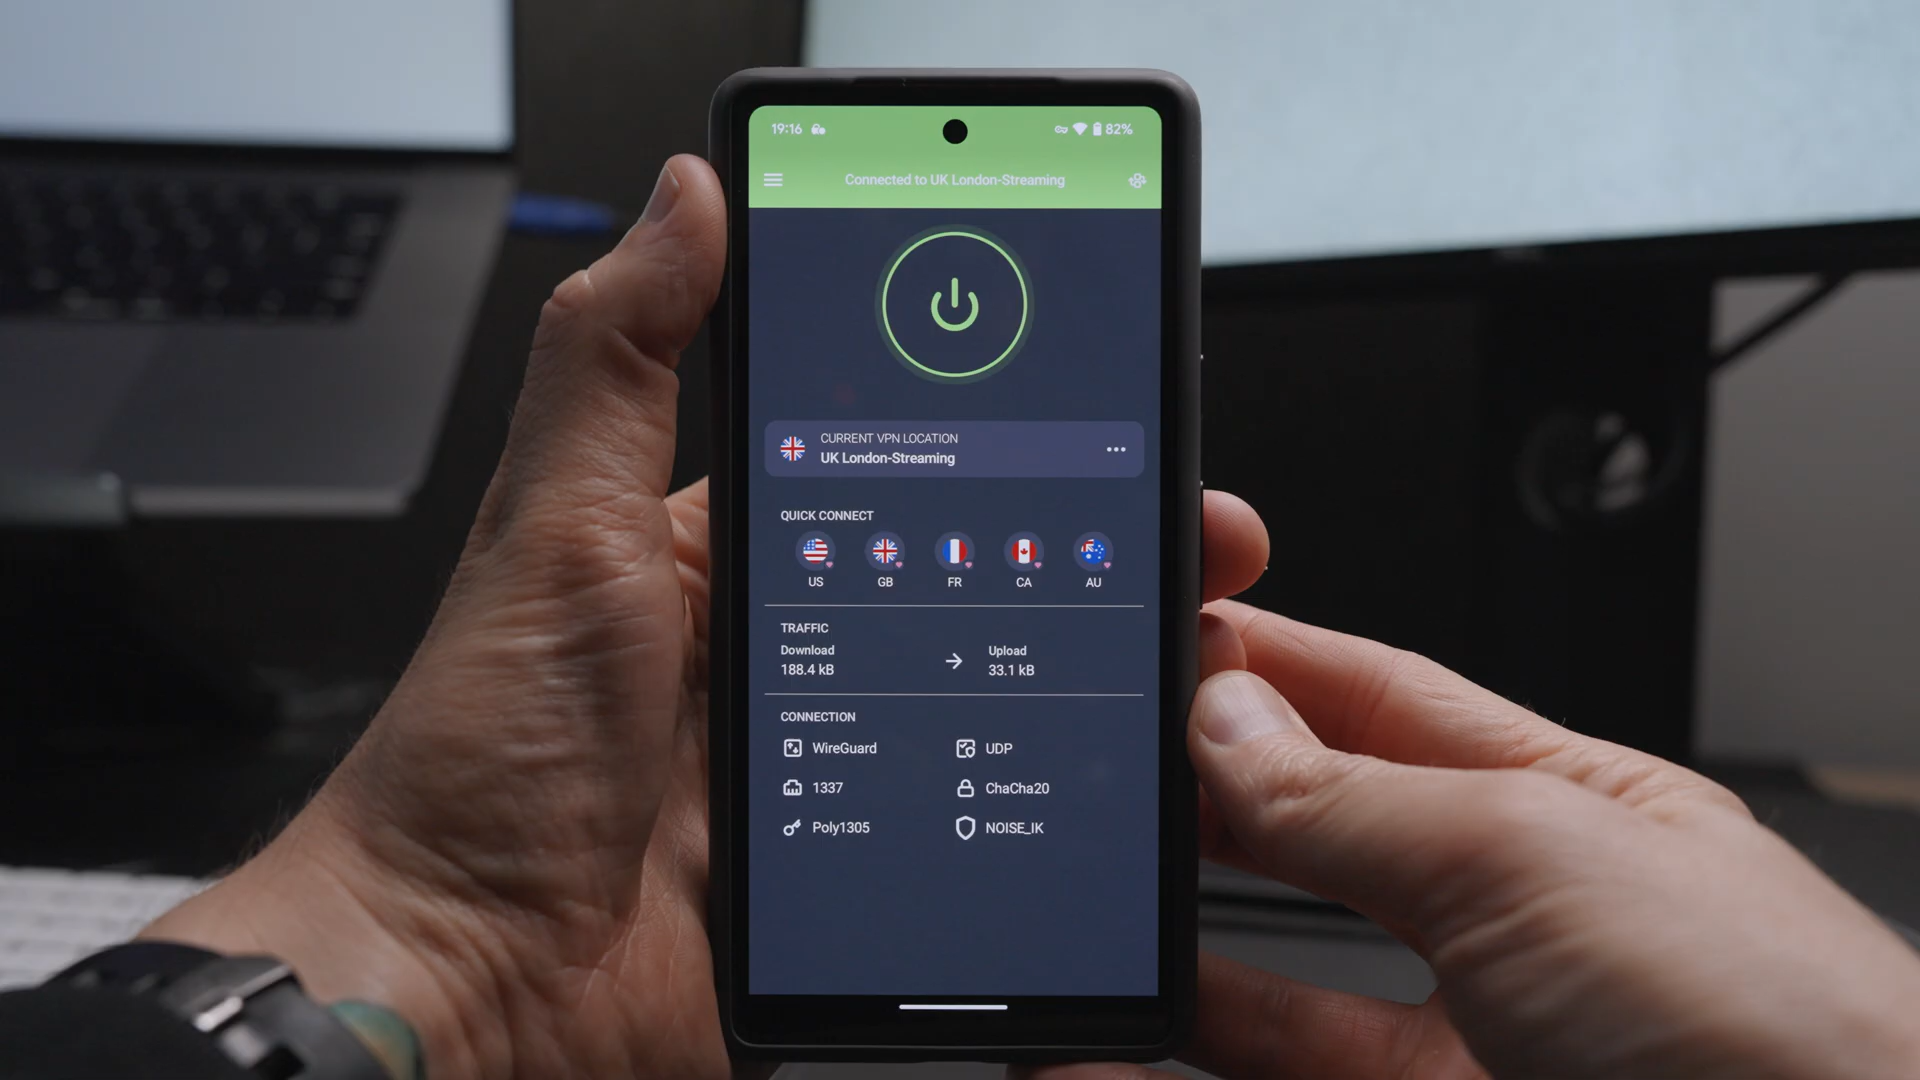 19:16 82%
Connected to UK London-Streaming
CURRENT VPN LOCATION
UK London-Streaming
QUICK CONNECT
US GB FR CA AU
TRAFFIC
Download Upload
188.4 kB 33.1 kB
CONNECTION
WireGuard UDP
1337 ChaCha20
Poly1305 NOISE_IK